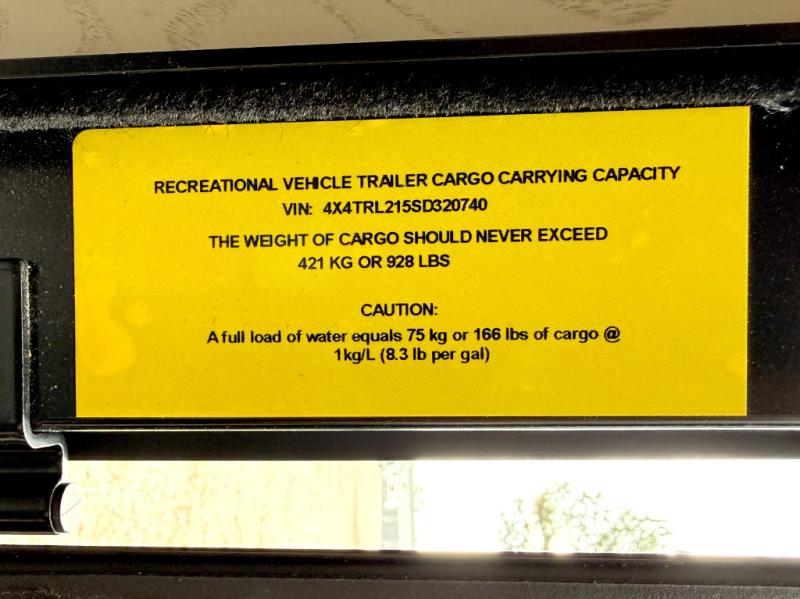 RECREATIONAL VEHICLE TRAILER CARGO CARRYING CAPACITY
VIN: 4X4TRL215SD320740
THE WEIGHT OF CARGO SHOULD NEVER EXCEED
421 KG OR 928 LBS
CAUTION:
A full load of water equals 75 kg or 166 lbs of cargo @
1kg/L (8.3 lb per gal)